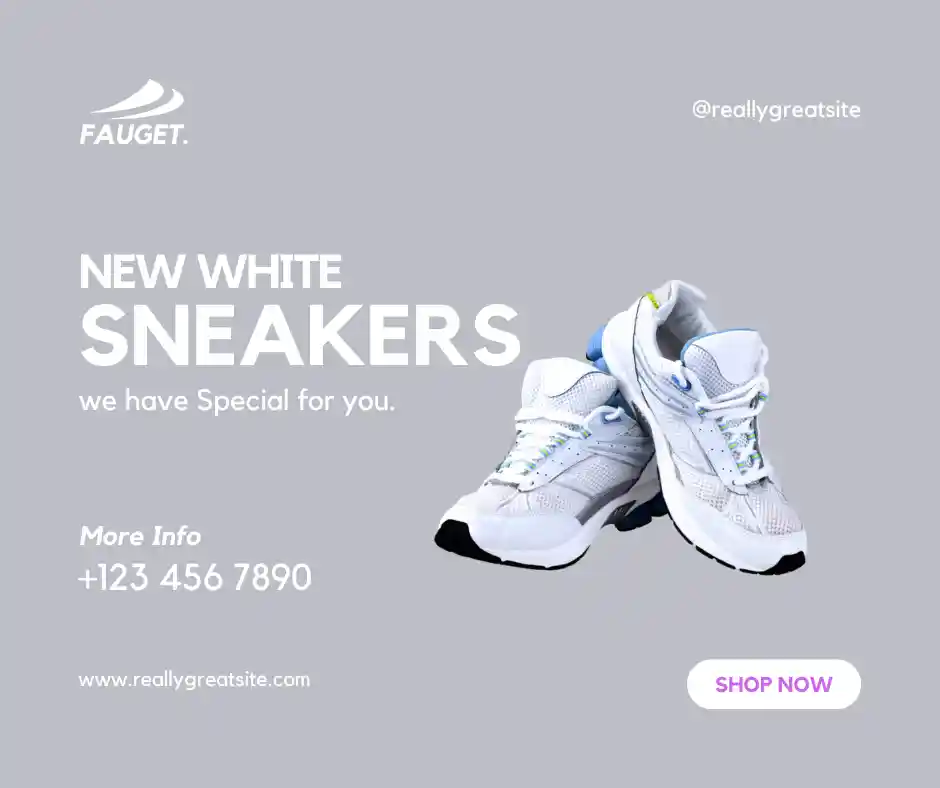 FAUGET.
@reallygreatsite
NEW WHITE
SNEAKERS
we have Special for you.
More Info
+123 456 7890
www.reallygreatsite.com
SHOP NOW